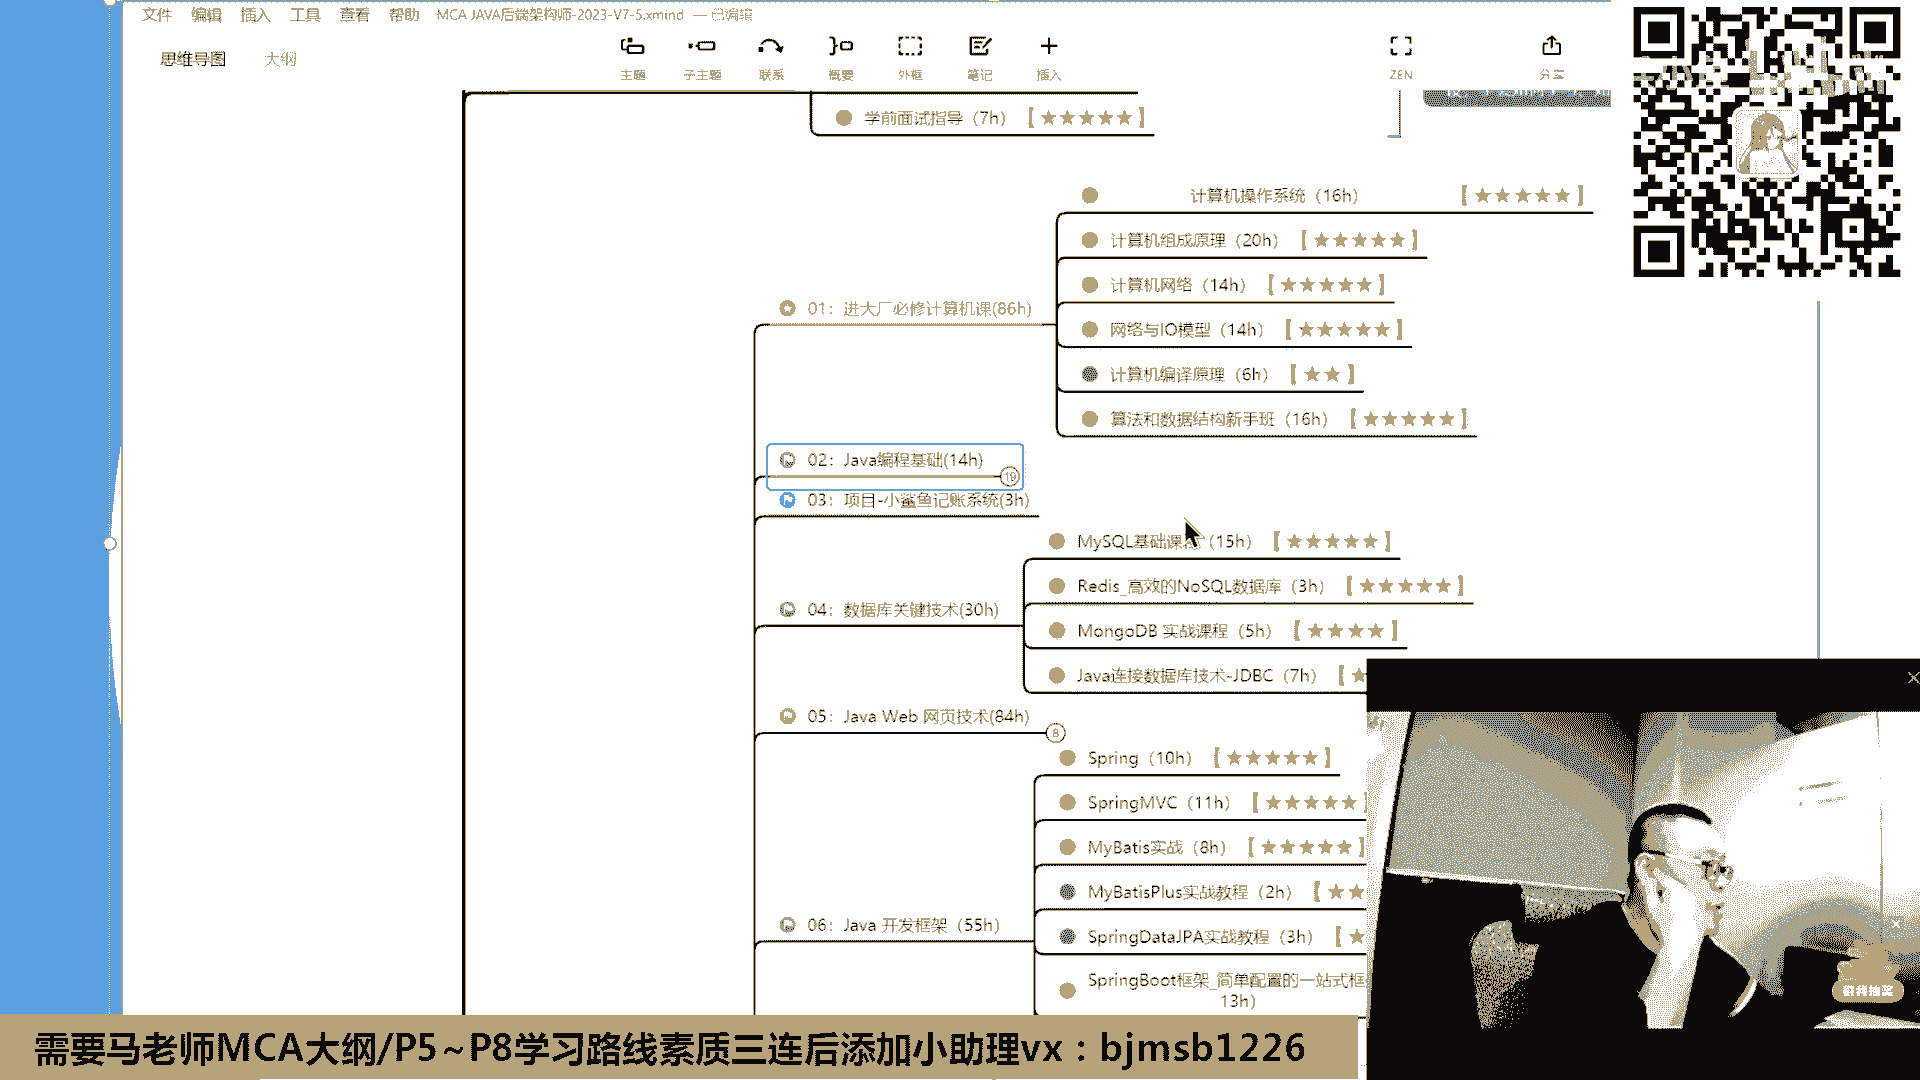 文件 编辑 插入 工具 查看 帮助 MCA JAVA后端架构师-2023-V7-5.xmind — 已编辑
思维导图 大纲
主题 子主题 联系 概要 外框 笔记 插入 ZEN 分享
学前面试指导（7h）【★★★★★】
计算机操作系统（16h）【★★★★★】
计算机组成原理（20h）【★★★★★】
计算机网络（14h）【★★★★★】
01：进大厂必修计算机课(86h)
网络与IO模型（14h）【★★★★★】
计算机编译原理（6h）【★★】
算法和数据结构新手班（16h）【★★★★★】
02：Java编程基础(14h)
19
03：项目-小鲨鱼记账系统(3h)
MySQL基础课（15h）【★★★★★】
Redis_高效的NoSQL数据库（3h）【★★★★★】
04：数据库关键技术(30h)
MongoDB 实战课程（5h）【★★★★】
Java连接数据库技术-JDBC（7h）【★
05：Java Web 网页技术(84h)
8
Spring（10h）【★★★★★】
SpringMVC（11h）【★★★★★】
MyBatis实战（8h）【★★★★★】
MyBatisPlus实战教程（2h）【★★
06：Java 开发框架（55h）
SpringDataJPA实战教程（3h）【★
SpringBoot框架_简单配置的一站式框
13h)
戳我抽奖
需要马老师MCA大纲/P5~P8学习路线素质三连后添加小助理vx：bjmsb1226